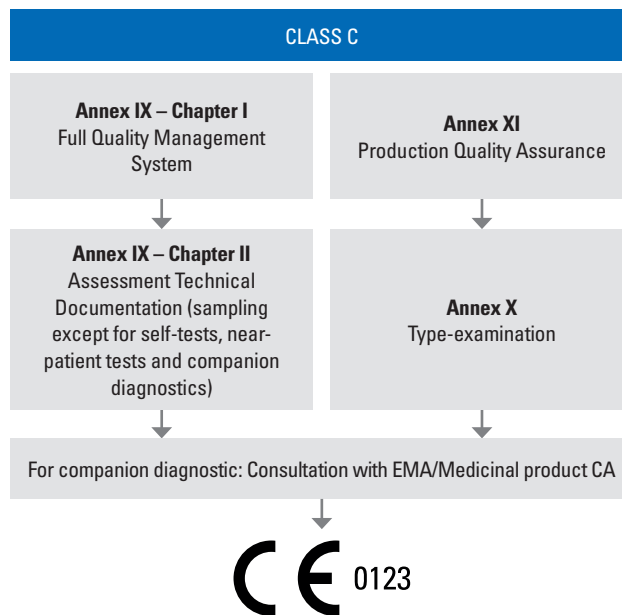 CLASS C
Annex IX – Chapter I
Full Quality Management
System
Annex XI
Production Quality Assurance
Annex IX – Chapter II
Assessment Technical
Documentation (sampling
except for self-tests, near-
patient tests and companion
diagnostics)
Annex X
Type-examination
For companion diagnostic: Consultation with EMA/Medicinal product CA
CE 0123